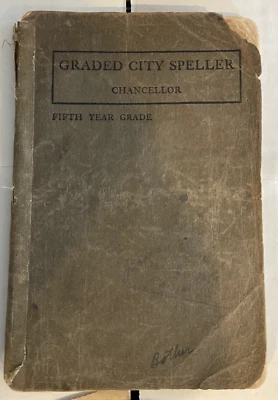 GRADED CITY SPELLER
CHANCELLOR
FIFTH YEAR GRADE